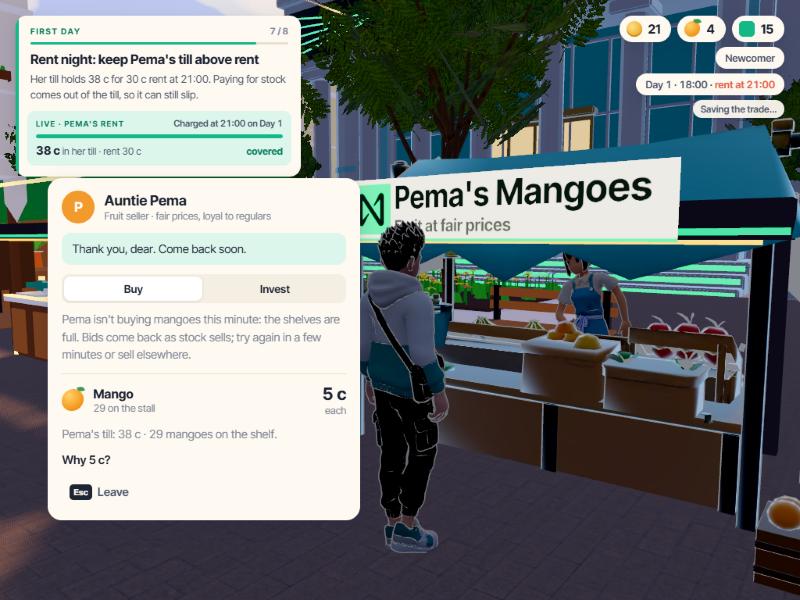 FIRST DAY 7/8
Rent night: keep Pema's till above rent
Her till holds 38 c for 30 c rent at 21:00. Paying for stock
comes out of the till, so it can still slip.
LIVE · PEMA'S RENT Charged at 21:00 on Day 1
38 c in her till · rent 30 c covered
21 4 15
Newcomer
Day 1 · 18:00 · rent at 21:00
Saving the trade...
P
Auntie Pema
Fruit seller · fair prices, loyal to regulars
Thank you, dear. Come back soon.
Buy Invest
Pema isn't buying mangoes this minute: the shelves are
full. Bids come back as stock sells; try again in a few
minutes or sell elsewhere.
Mango 5 c
29 on the stall each
Pema's till: 38 c · 29 mangoes on the shelf.
Why 5 c?
Esc Leave
Pema's Mangoes
at fair prices